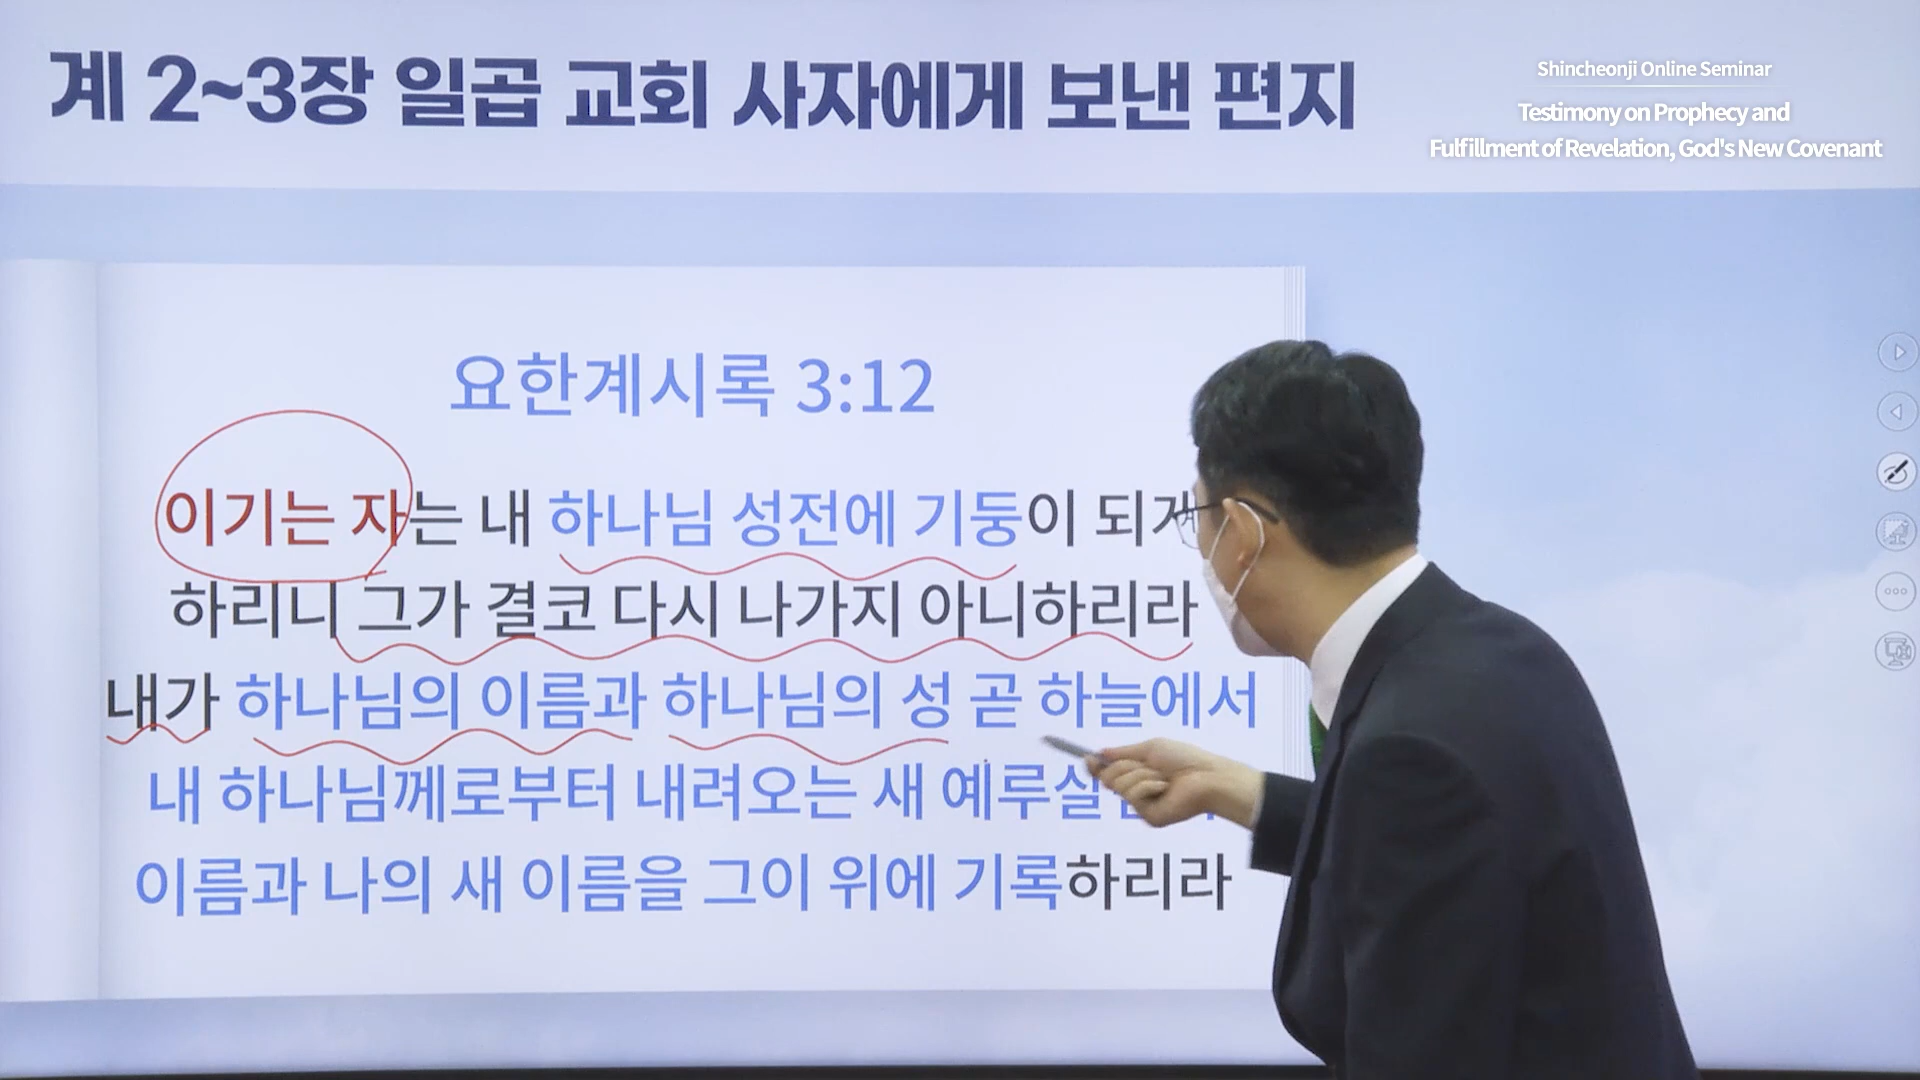 계 2~3장 일곱 교회 사자에게 보낸 편지
Shincheonji Online Seminar
Testimony on Prophecy and
Fulfillment of Revelation, God's New Covenant
요한계시록 3:12
이기는 자는 내 하나님 성전에 기둥이 되게
하리니 그가 결코 다시 나가지 아니하리라
내가 하나님의 이름과 하나님의 성 곧 하늘에서
내 하나님께로부터 내려오는 새
이름과 나의 새 이름을 그이 위에 기록하리라